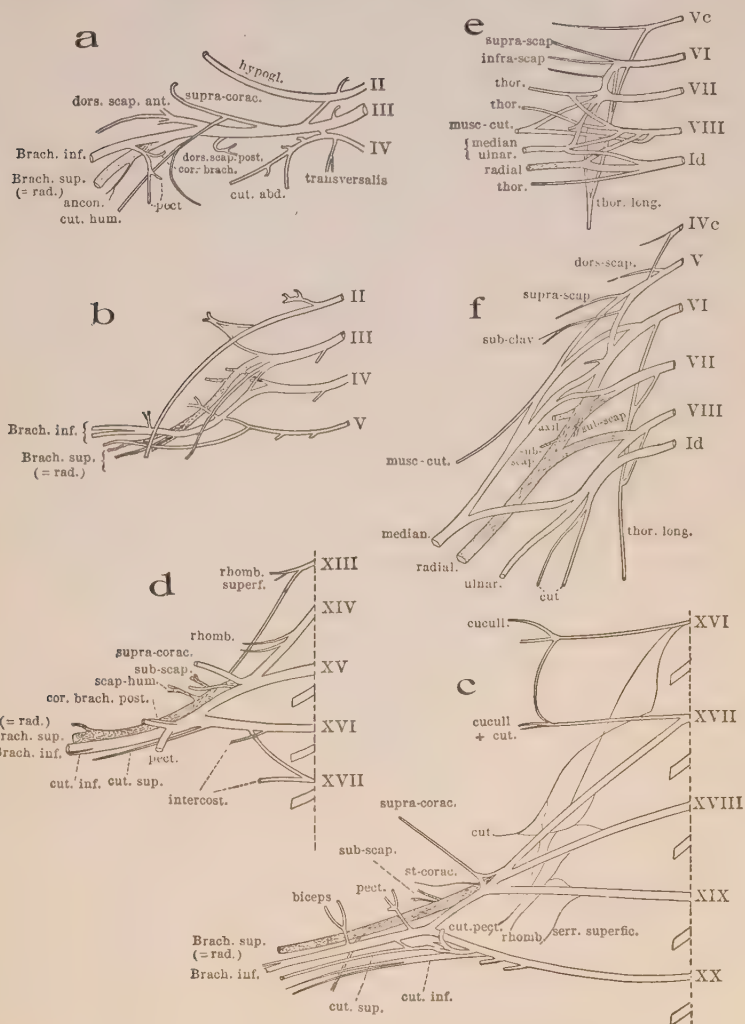 a
hypogl.
II
supra-corac.
dors. scap. ant.
III
Brach. inf.
dors. scap. post.
IV
Brach. sup.
(= rad.)
cor. brach.
transversalis
ancon.
pect
cut. abd.
cut. hum.
e
Vc
supra-scap
infra-scap
VI
thor.
VII
thor.
musc-cut.
VIII
{ median
ulnar.
radial
Id
thor.
thor. long.
b
II
III
IV
V
Brach. inf.
Brach. sup.
(= rad.)
f
IVc
dors-scap.
V
supra-scap
VI
sub-clav
VII
axil
sub-scap
VIII
sub-
scap
Id
musc-cut.
median.
radial.
ulnar.
cut
thor. long.
d
rhomb.
superf.
XIII
XIV
rhomb.
supra-corac.
sub-scap.
XV
scap-hum.
cor. brach. post.
(= rad.)
rach. sup.
rach. inf.
XVI
pect.
cut. inf.
cut. sup.
intercost.
XVII
c
cucull.
XVI
cucull
+ cut.
XVII
supra-corac.
XVIII
cut.
sub-scap.
st-corac.
biceps
pect.
XIX
cut. pect.
rhomb.
serr. superfic.
Brach. sup.
(= rad.)
Brach. inf.
XX
cut. sup.
cut. inf.